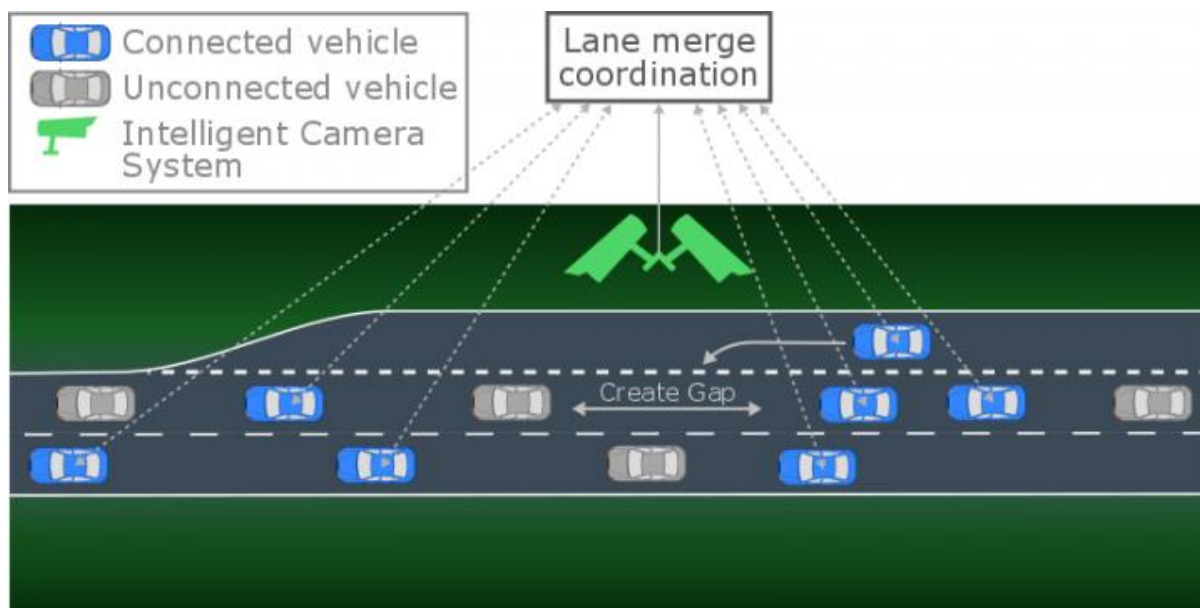 Connected vehicle
Unconnected vehicle
Intelligent Camera
System
Lane merge
coordination
Create Gap